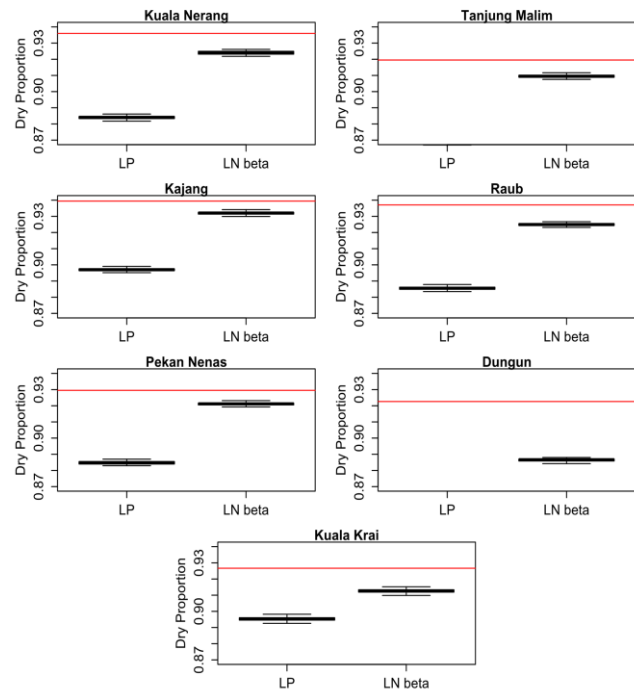 Kuala Nerang
Dry Proportion
0.87 0.90 0.93
LP LN beta
Tanjung Malim
Dry Proportion
0.87 0.90 0.93
LP LN beta
Kajang
Dry Proportion
0.87 0.90 0.93
LP LN beta
Raub
Dry Proportion
0.87 0.90 0.93
LP LN beta
Pekan Nenas
Dry Proportion
0.87 0.90 0.93
LP LN beta
Dungun
Dry Proportion
0.87 0.90 0.93
LP LN beta
Kuala Krai
Dry Proportion
0.87 0.90 0.93
LP LN beta